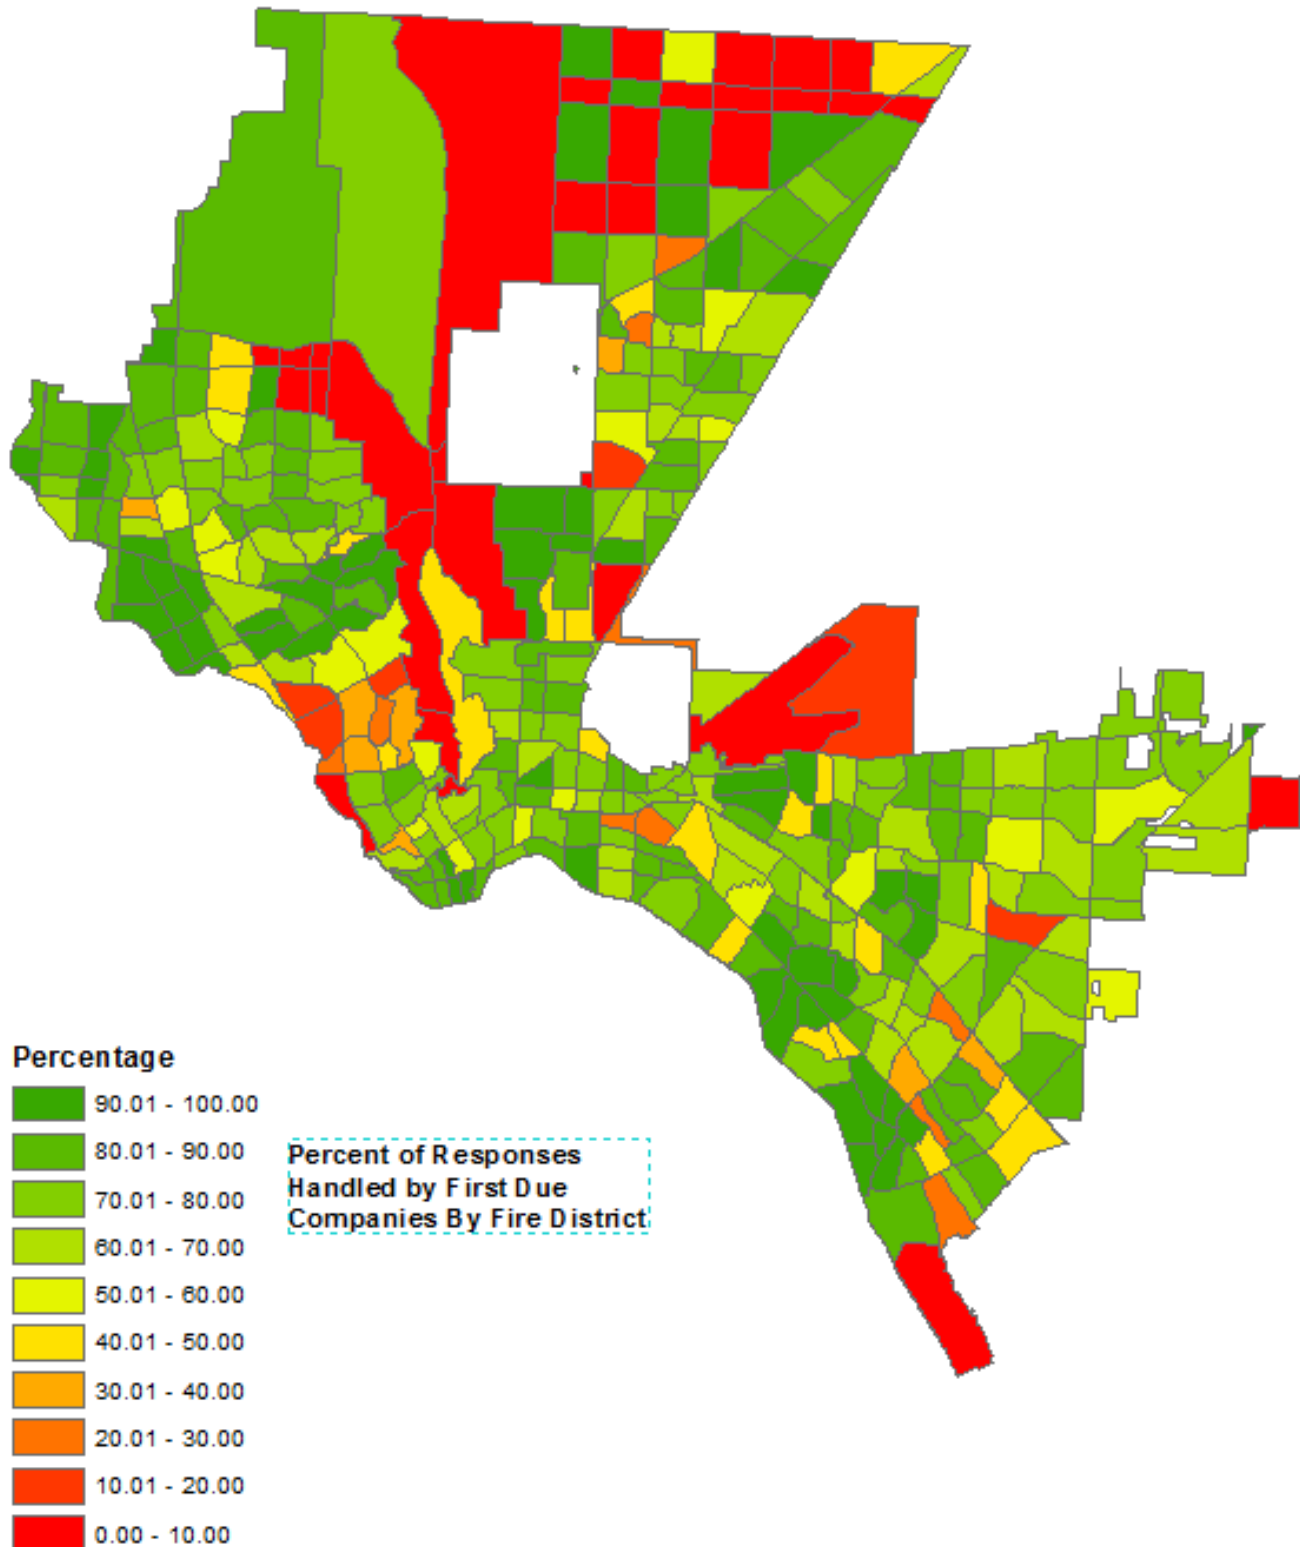 Percentage
90.01 - 100.00
80.01 - 90.00
70.01 - 80.00
60.01 - 70.00
50.01 - 60.00
40.01 - 50.00
30.01 - 40.00
20.01 - 30.00
10.01 - 20.00
0.00 - 10.00
Percent of Responses
Handled by First Due
Companies By Fire District